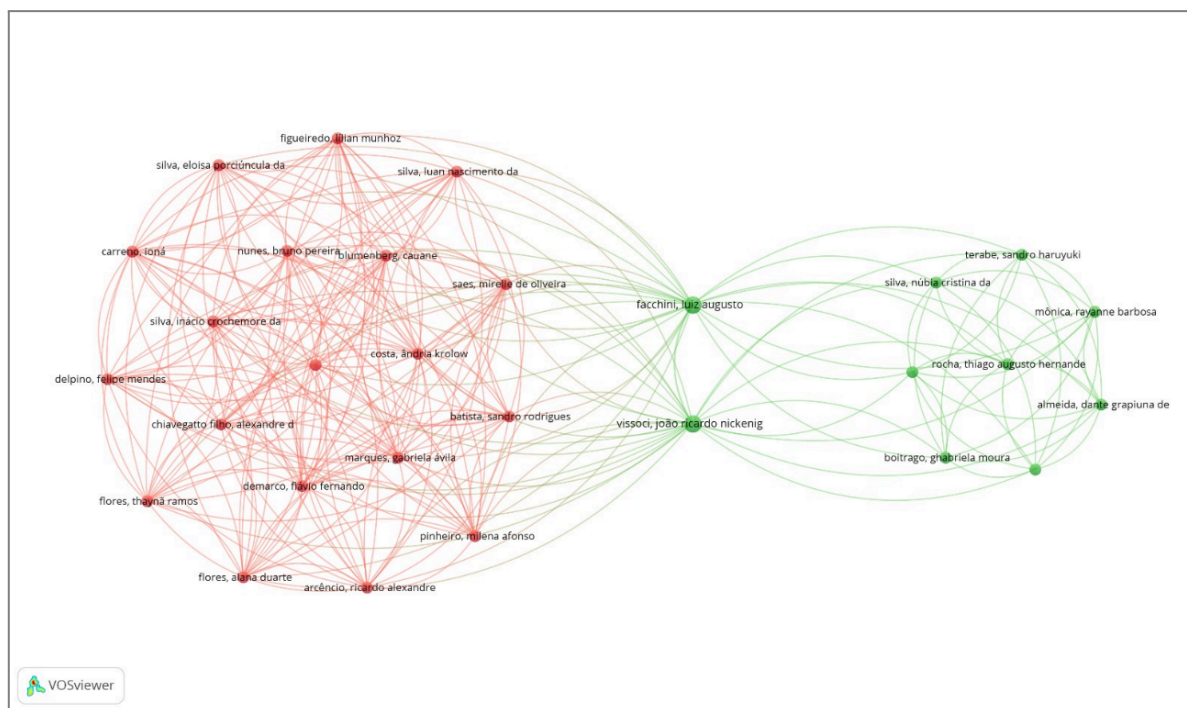 figueiredo, lilian munhoz
silva, eloisa porciúncula da
silva, luan nascimento da
carreno, ioná
nunes, bruno pereira
blumenberg, cauane
saes, mirelle de oliveira
silva, inácio crochemore da
costa, ândria krolow
delpino, felipe mendes
batista, sandro rodrigues
chiavegatto filho, alexandre d
marques, gabriela ávila
demarco, flávio fernando
flores, thaynã ramos
pinheiro, milena afonso
flores, alana duarte
arcêncio, ricardo alexandre
facchini, luiz augusto
vissoci, joão ricardo nickenig
terabe, sandro haruyuki
silva, núbia cristina da
mônica, rayanne barbosa
rocha, thiago augusto hernande
almeida, dante grapiuna de
boitrago, ghabriela moura
VOSviewer